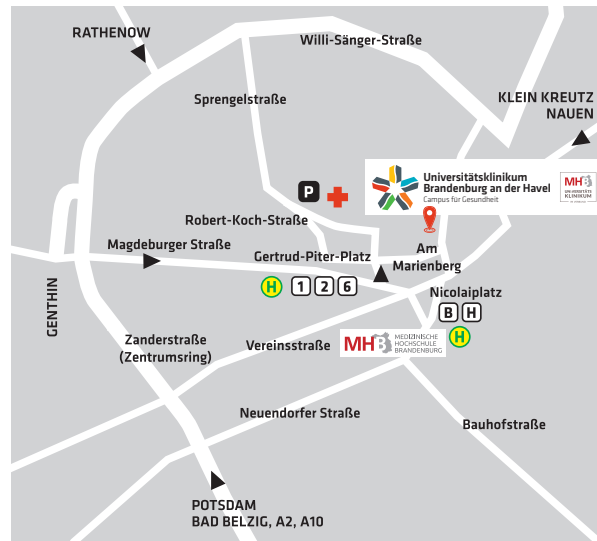 RATHENOW
Willi-Sänger-Straße
Sprengelstraße
KLEIN KREUTZ
NAUEN
Universitätsklinikum
Brandenburg an der Havel
Campus für Gesundheit
MHB
UNIVERSITÄTS
KLINIKUM
P
Robert-Koch-Straße
Magdeburger Straße
Gertrud-Piter-Platz
Am
Marienberg
H 1 2 6
Nicolaiplatz
B H
H
GENTHIN
Zanderstraße
(Zentrumsring)
Vereinsstraße
MHB
MEDIZINISCHE
HOCHSCHULE
BRANDENBURG
Neuendorfer Straße
Bauhofstraße
POTSDAM
BAD BELZIG, A2, A10